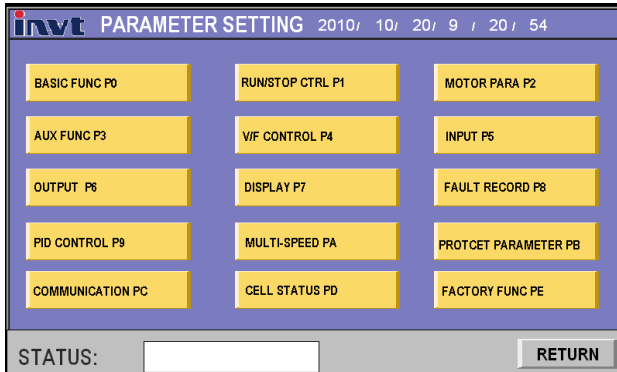 invt PARAMETER SETTING 2010/ 10/ 20/ 9 / 20/ 54
BASIC FUNC P0 RUN/STOP CTRL P1 MOTOR PARA P2
AUX FUNC P3 V/F CONTROL P4 INPUT P5
OUTPUT P6 DISPLAY P7 FAULT RECORD P8
PID CONTROL P9 MULTI-SPEED PA PROTCET PARAMETER PB
COMMUNICATION PC CELL STATUS PD FACTORY FUNC PE
STATUS: RETURN